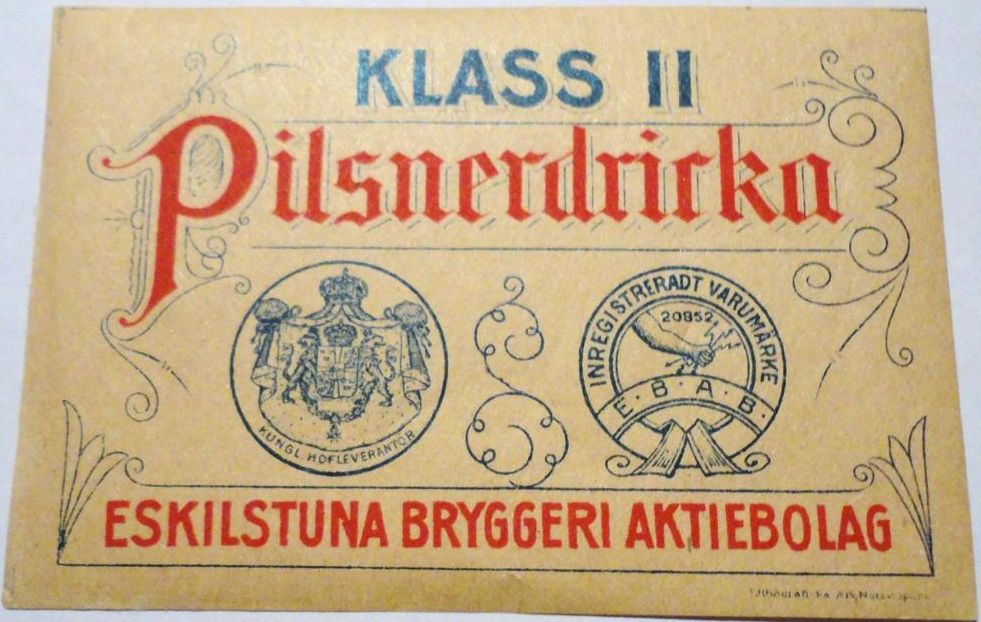 KLASS II
Pilsnerdricka
KUNGL. HOFLEVERANTÖR
INREGISTRERADT VARUMÄRKE
20852
E. B. A. B.
ESKILSTUNA BRYGGERI AKTIEBOLAG